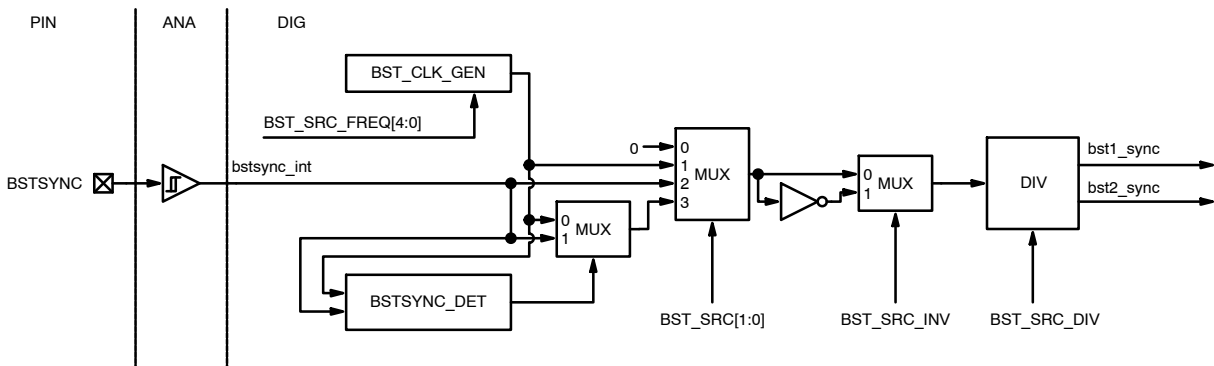 PIN
ANA
DIG
BST_CLK_GEN
BST_SRC_FREQ[4:0]
BSTSYNC
bstsync_int
0
0
1
2
3
MUX
0
1
MUX
BSTSYNC_DET
0
1
MUX
DIV
bst1_sync
bst2_sync
BST_SRC[1:0]
BST_SRC_INV
BST_SRC_DIV